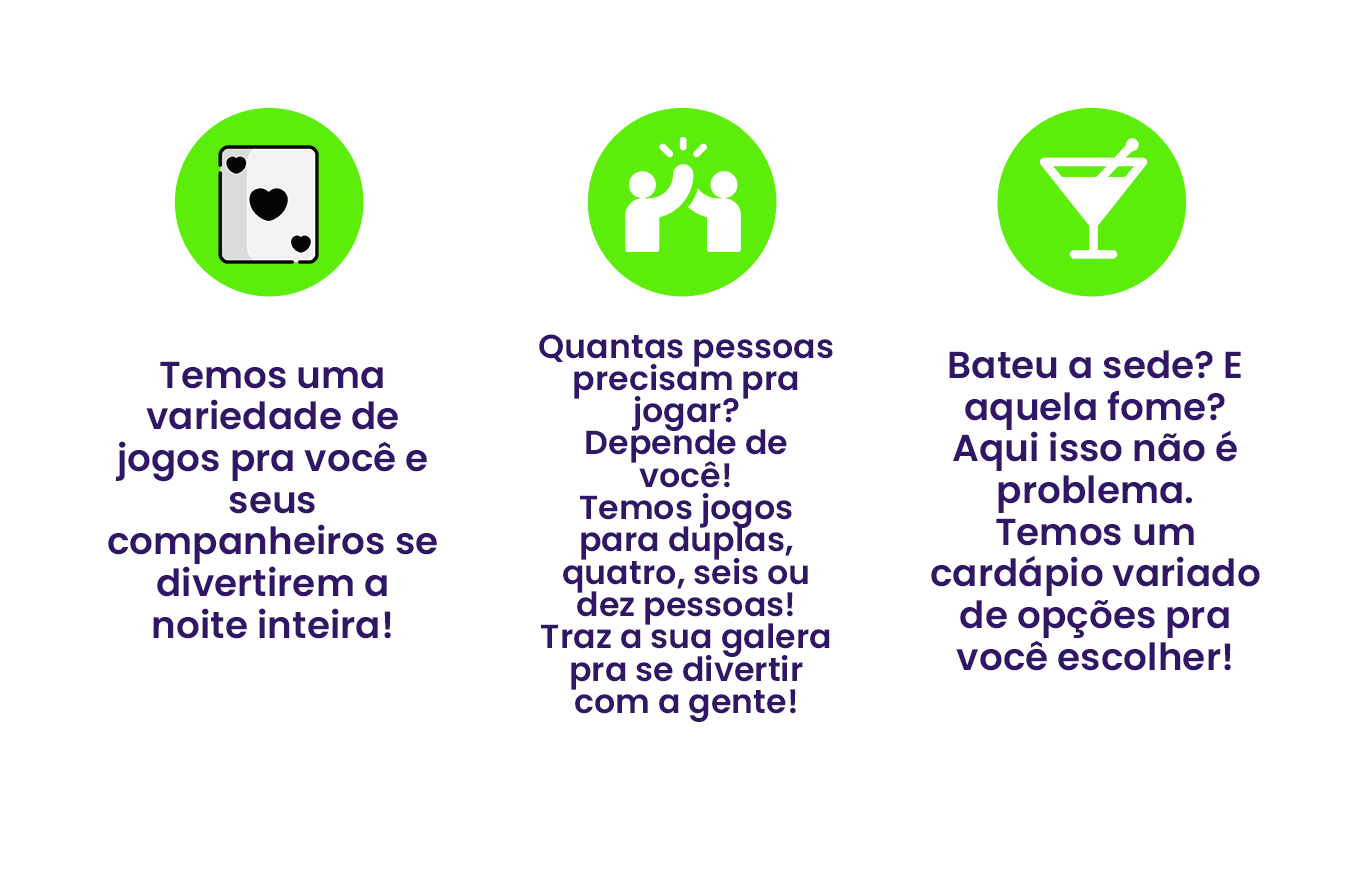 Temos uma
variedade de
jogos pra você e
seus
companheiros se
divertirem a
noite inteira!
Quantas pessoas
precisam pra
jogar?
Depende de
você!
Temos jogos
para duplas,
quatro, seis ou
dez pessoas!
Traz a sua galera
pra se divertir
com a gente!
Bateu a sede? E
aquela fome?
Aqui isso não é
problema.
Temos um
cardápio variado
de opções pra
você escolher!